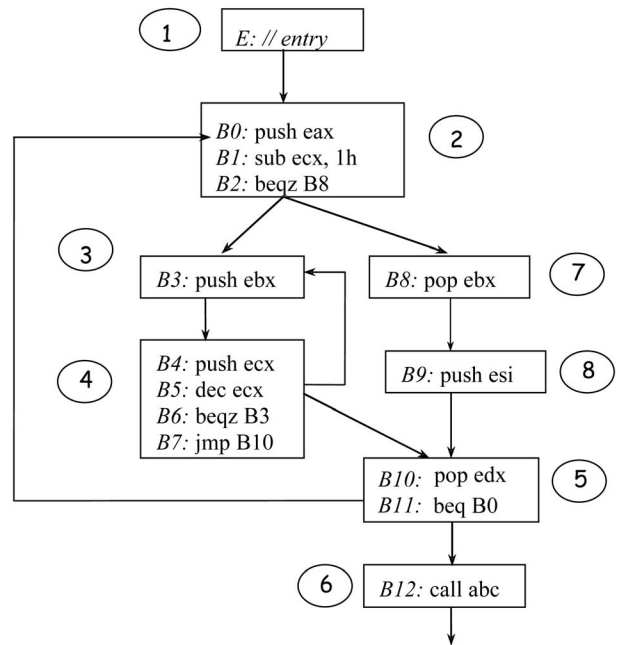 1
E: // entry
B0: push eax
B1: sub ecx, 1h
B2: beqz B8
2
3
B3: push ebx
B8: pop ebx
7
4
B4: push ecx
B5: dec ecx
B6: beqz B3
B7: jmp B10
B9: push esi
8
B10: pop edx
B11: beq B0
5
6
B12: call abc